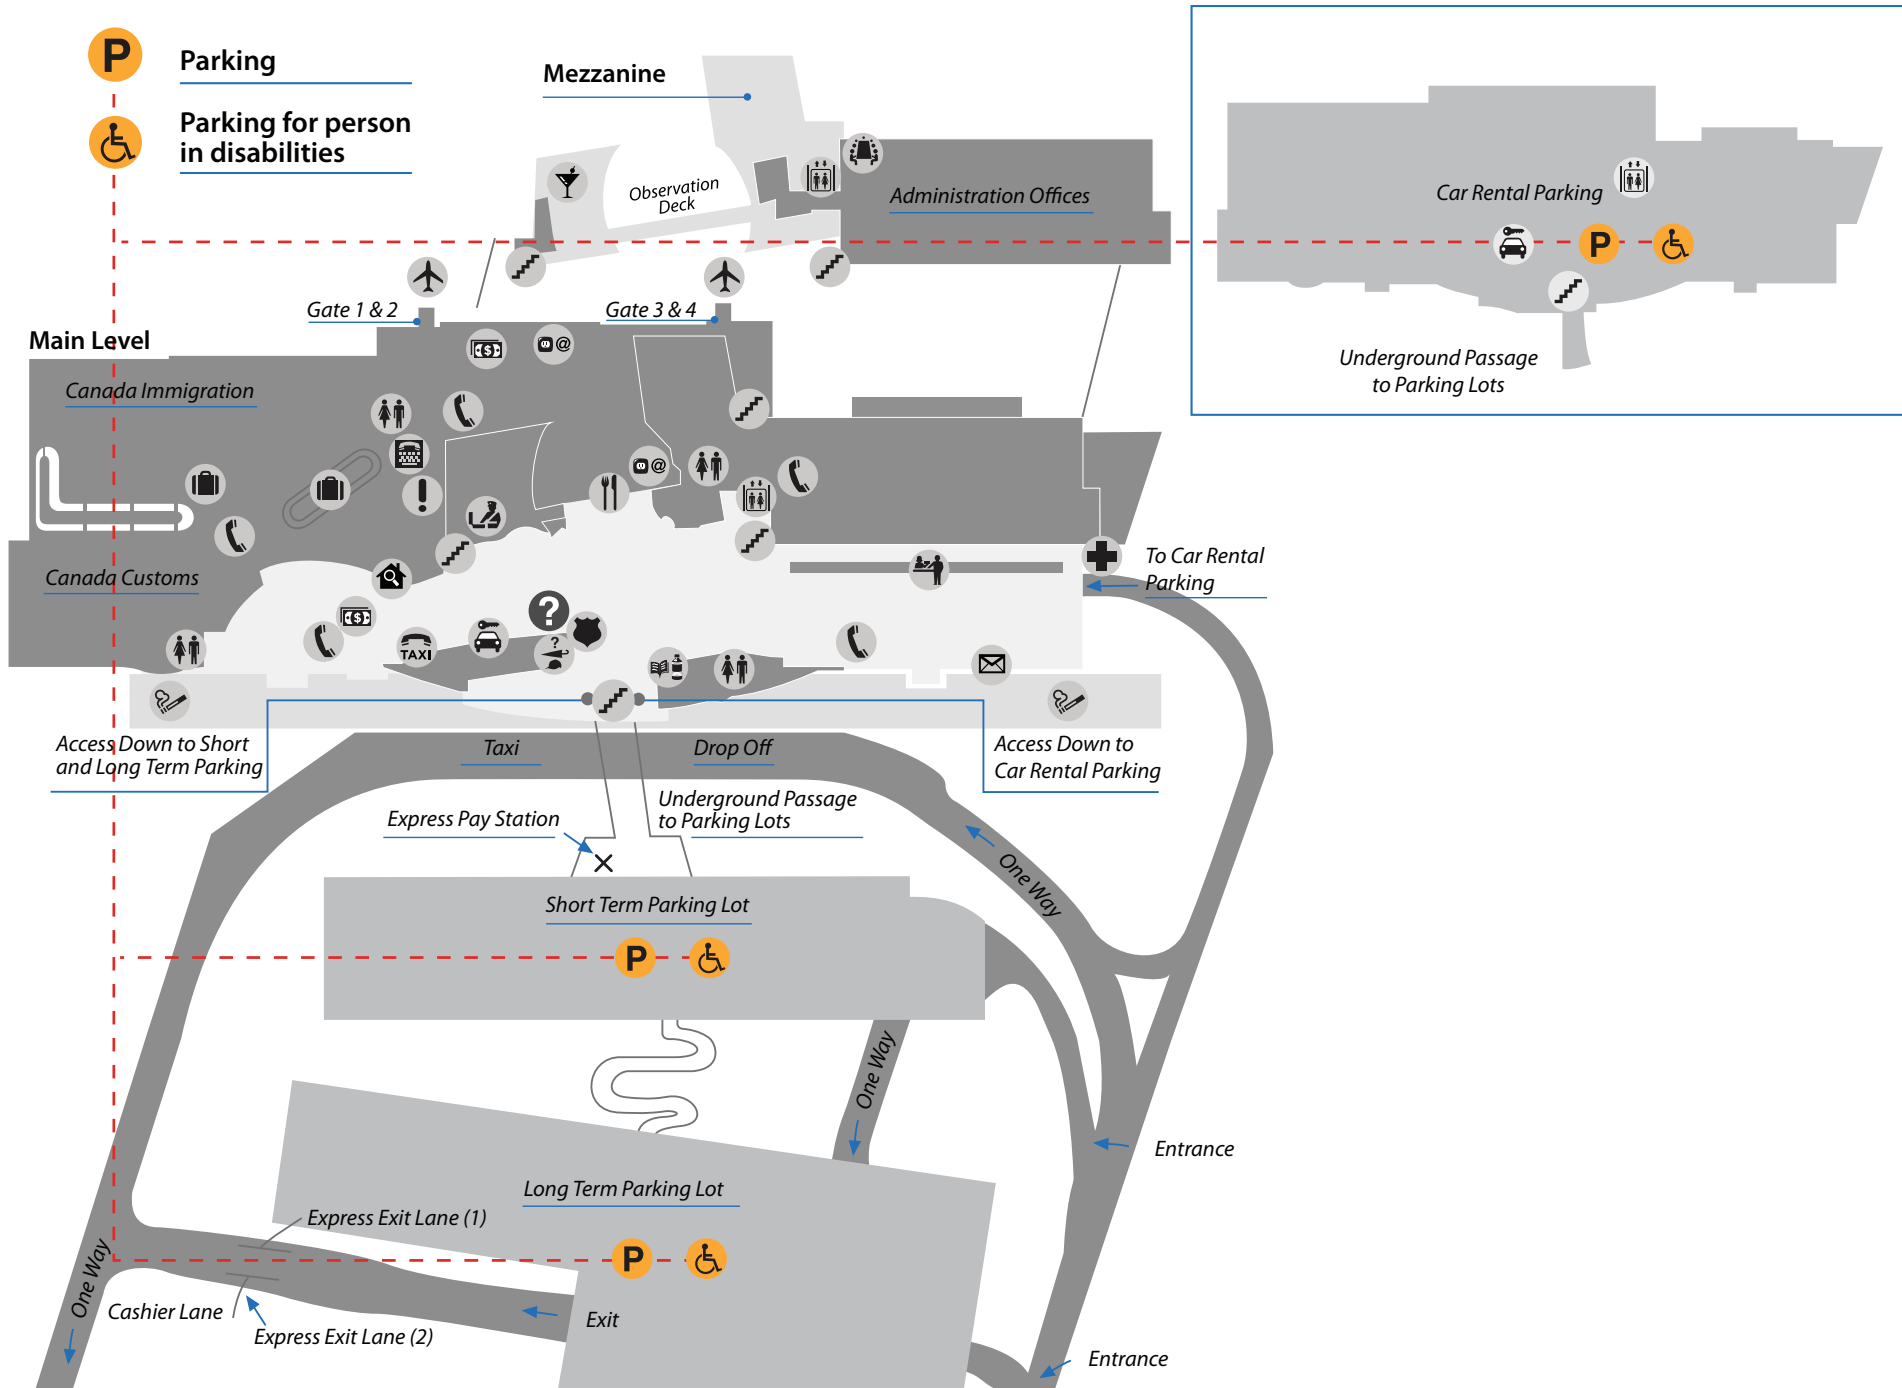 P
Parking
Parking for person
in disabilities
Mezzanine
Observation
Deck
Administration Offices
Car Rental Parking
P
Underground Passage
to Parking Lots
Gate 1 & 2
Gate 3 & 4
Main Level
Canada Immigration
$
@
@
Canada Customs
$
TAXI
?
?
To Car Rental
Parking
Access Down to Short
and Long Term Parking
Taxi
Drop Off
Access Down to
Car Rental Parking
Express Pay Station
Underground Passage
to Parking Lots
One Way
Short Term Parking Lot
P
One Way
Entrance
Long Term Parking Lot
Express Exit Lane (1)
P
One Way
Cashier Lane
Express Exit Lane (2)
Exit
Entrance